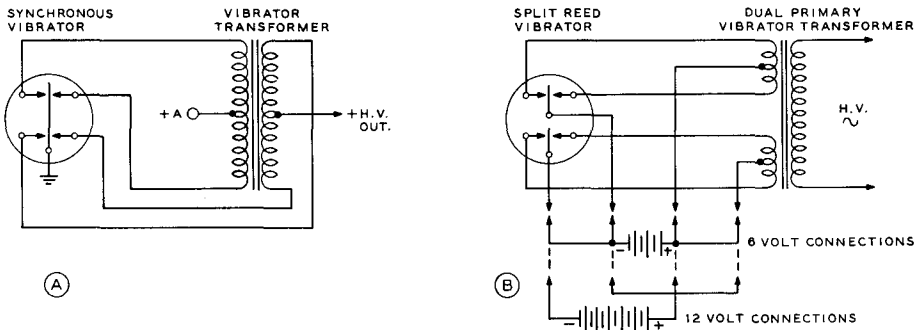 SYNCHRONOUS
VIBRATOR
VIBRATOR
TRANSFORMER
+A
+H.V.
OUT.
A
SPLIT REED
VIBRATOR
DUAL PRIMARY
VIBRATOR TRANSFORMER
H.V.
~
- +
6 VOLT CONNECTIONS
B
- +
12 VOLT CONNECTIONS